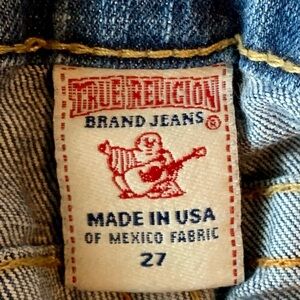 TRUE RELIGION
BRAND JEANS®
MADE IN USA
OF MEXICO FABRIC
27